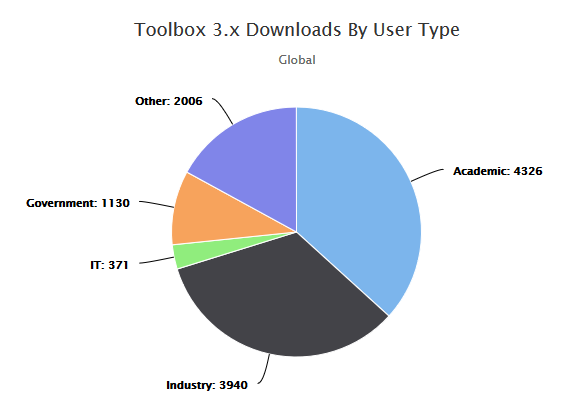 Toolbox 3.x Downloads By User Type
Global
Other: 2006
Academic: 4326
Government: 1130
IT: 371
Industry: 3940